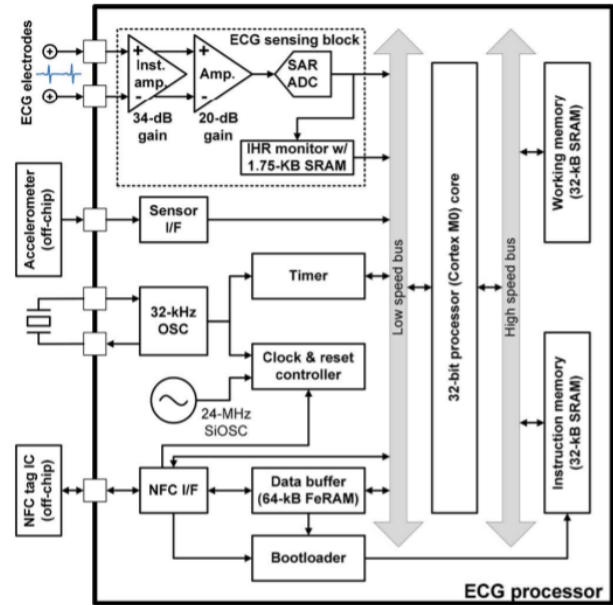 ECG electrodes
ECG sensing block
+
-
Inst.
amp.
34-dB
gain
+
-
Amp.
20-dB
gain
SAR
ADC
IHR monitor w/
1.75-KB SRAM
Accelerometer
(off-chip)
Sensor
I/F
32-kHz
OSC
Timer
Clock & reset
controller
24-MHz
SiOSC
NFC tag IC
(off-chip)
NFC I/F
Data buffer
(64-kB FeRAM)
Bootloader
Low speed bus
32-bit processor (Cortex M0) core
High speed bus
Working memory
(32-kB SRAM)
Instruction memory
(32-kB SRAM)
ECG processor